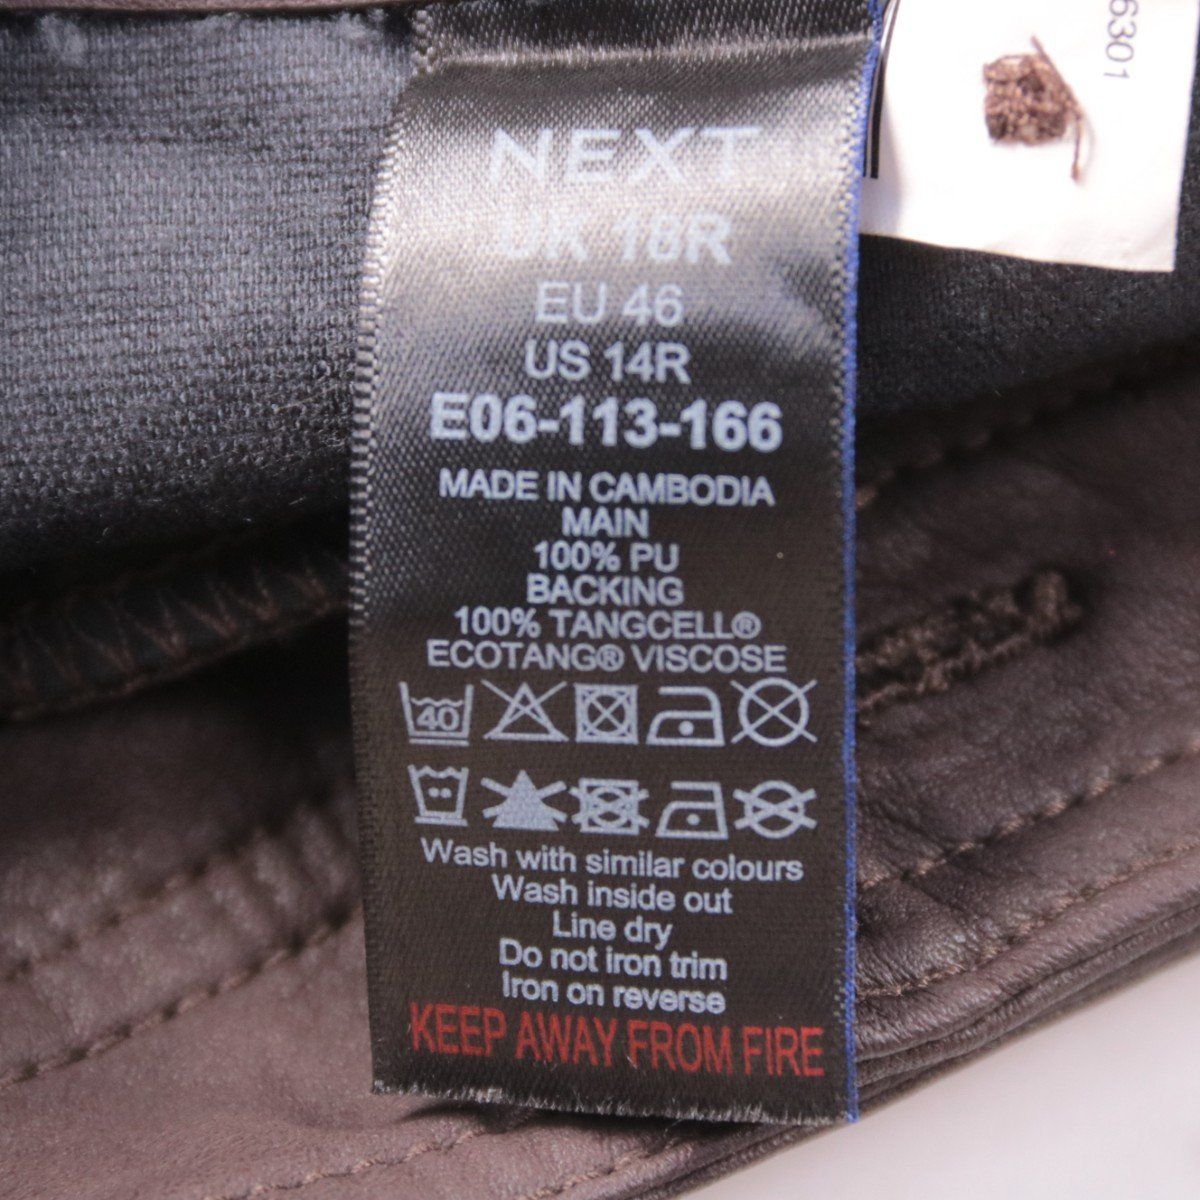 NEXT
UK 18R
EU 46
US 14R
E06-113-166
MADE IN CAMBODIA
MAIN
100% PU
BACKING
100% TANGCELL®
ECOTANG® VISCOSE
40
Wash with similar colours
Wash inside out
Line dry
Do not iron trim
Iron on reverse
KEEP AWAY FROM FIRE
6301